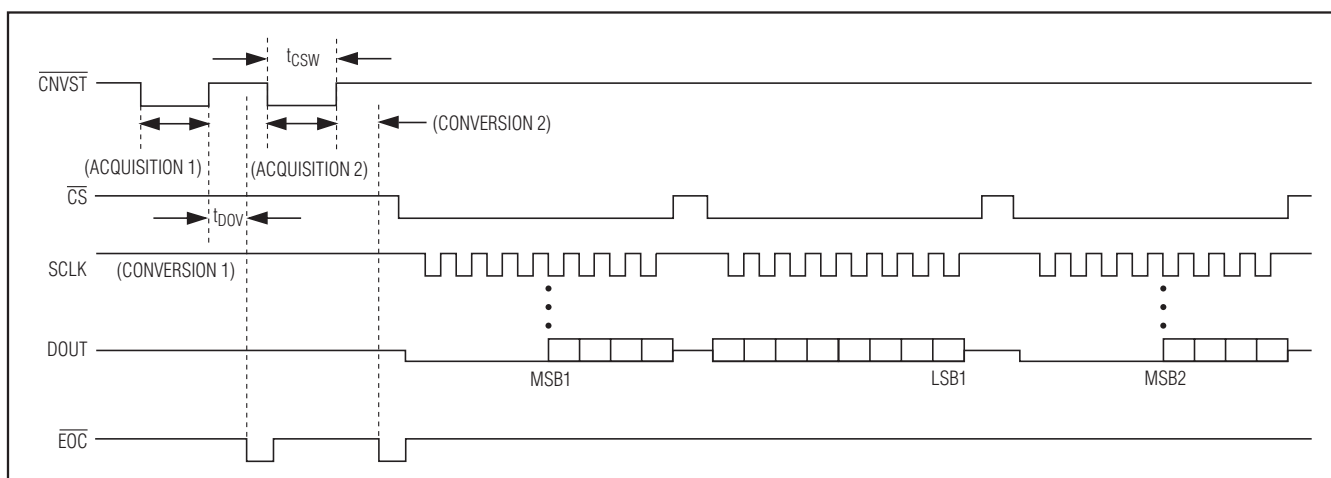 tCSW
CNVST
(CONVERSION 2)
(ACQUISITION 1)
(ACQUISITION 2)
CS
tDOV
SCLK
(CONVERSION 1)
DOUT
MSB1
LSB1
MSB2
EOC